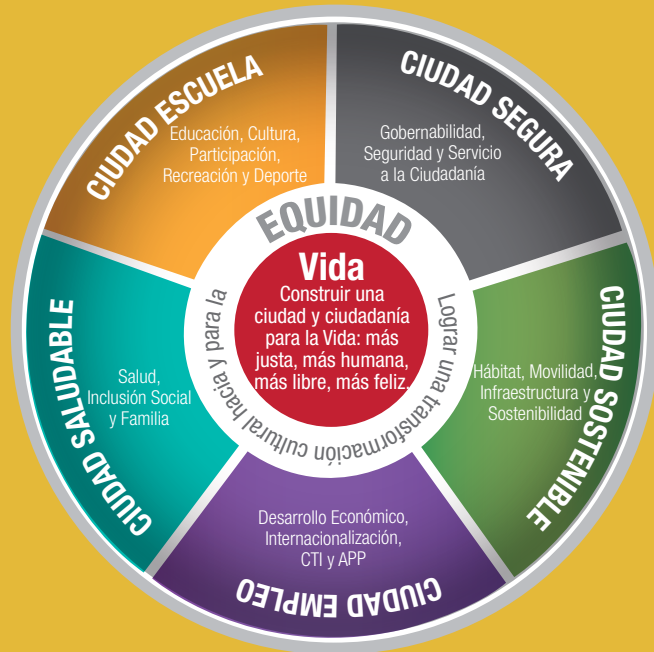 CIUDAD ESCUELA
Educación, Cultura,
Participación,
Recreación y Deporte
CIUDAD SEGURA
Gobernabilidad,
Seguridad y Servicio
a la Ciudadanía
CIUDAD SOSTENIBLE
Hábitat, Movilidad,
Infraestructura y
Sostenibilidad
CIUDAD EMPLEO
Desarrollo Económico,
Internacionalización,
CTI y APP
CIUDAD SALUDABLE
Salud,
Inclusión Social
y Familia
Lograr una transformación cultural hacia y para la
EQUIDAD
Vida
Construir una
ciudad y ciudadanía
para la Vida: más
justa, más humana,
más libre, más feliz.